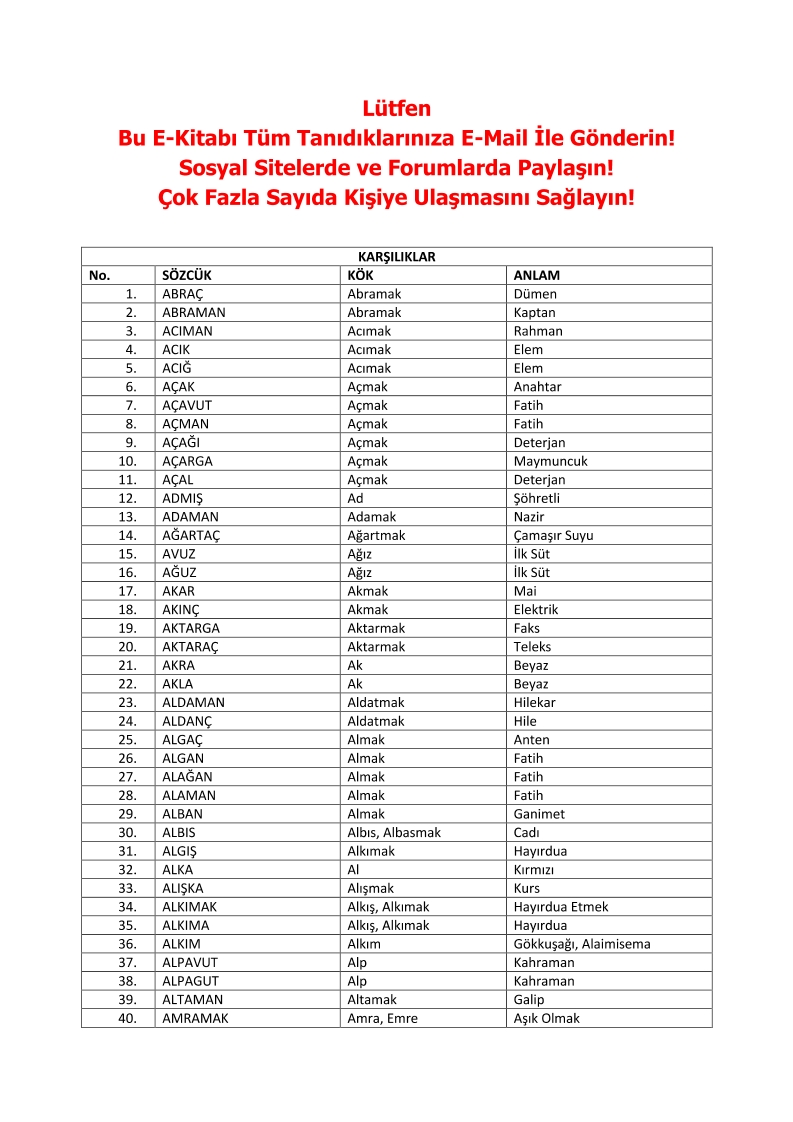 Lütfen
Bu E-Kitabı Tüm Tanıdıklarınıza E-Mail İle Gönderin!
Sosyal Sitelerde ve Forumlarda Paylaşın!
Çok Fazla Sayıda Kişiye Ulaşmasını Sağlayın!
KARŞILIKLAR
No. SÖZCÜK KÖK ANLAM
1. ABRAÇ Abramak Dümen
2. ABRAMAN Abramak Kaptan
3. ACIMAN Acımak Rahman
4. ACIK Acımak Elem
5. ACIĞ Acımak Elem
6. AÇAK Açmak Anahtar
7. AÇAVUT Açmak Fatih
8. AÇMAN Açmak Fatih
9. AÇAĞI Açmak Deterjan
10. AÇARGA Açmak Maymuncuk
11. AÇAL Açmak Deterjan
12. ADMIŞ Ad Şöhretli
13. ADAMAN Adamak Nazir
14. AĞARTAÇ Ağartmak Çamaşır Suyu
15. AVUZ Ağız İlk Süt
16. AĞUZ Ağız İlk Süt
17. AKAR Akmak Mai
18. AKINÇ Akmak Elektrik
19. AKTARGA Aktarmak Faks
20. AKTARAÇ Aktarmak Teleks
21. AKRA Ak Beyaz
22. AKLA Ak Beyaz
23. ALDAMAN Aldatmak Hilekar
24. ALDANÇ Aldatmak Hile
25. ALGAÇ Almak Anten
26. ALGAN Almak Fatih
27. ALAĞAN Almak Fatih
28. ALAMAN Almak Fatih
29. ALBAN Almak Ganimet
30. ALBIS Albıs, Albasmak Cadı
31. ALGIŞ Alkımak Hayırdua
32. ALKA Al Kırmızı
33. ALIŞKA Alışmak Kurs
34. ALKIMAK Alkış, Alkımak Hayırdua Etmek
35. ALKIMA Alkış, Alkımak Hayırdua
36. ALKIM Alkım Gökkuşağı, Alaimisema
37. ALPAVUT Alp Kahraman
38. ALPAGUT Alp Kahraman
39. ALTAMAN Altamak Galip
40. AMRAMAK Amra, Emre Aşık Olmak